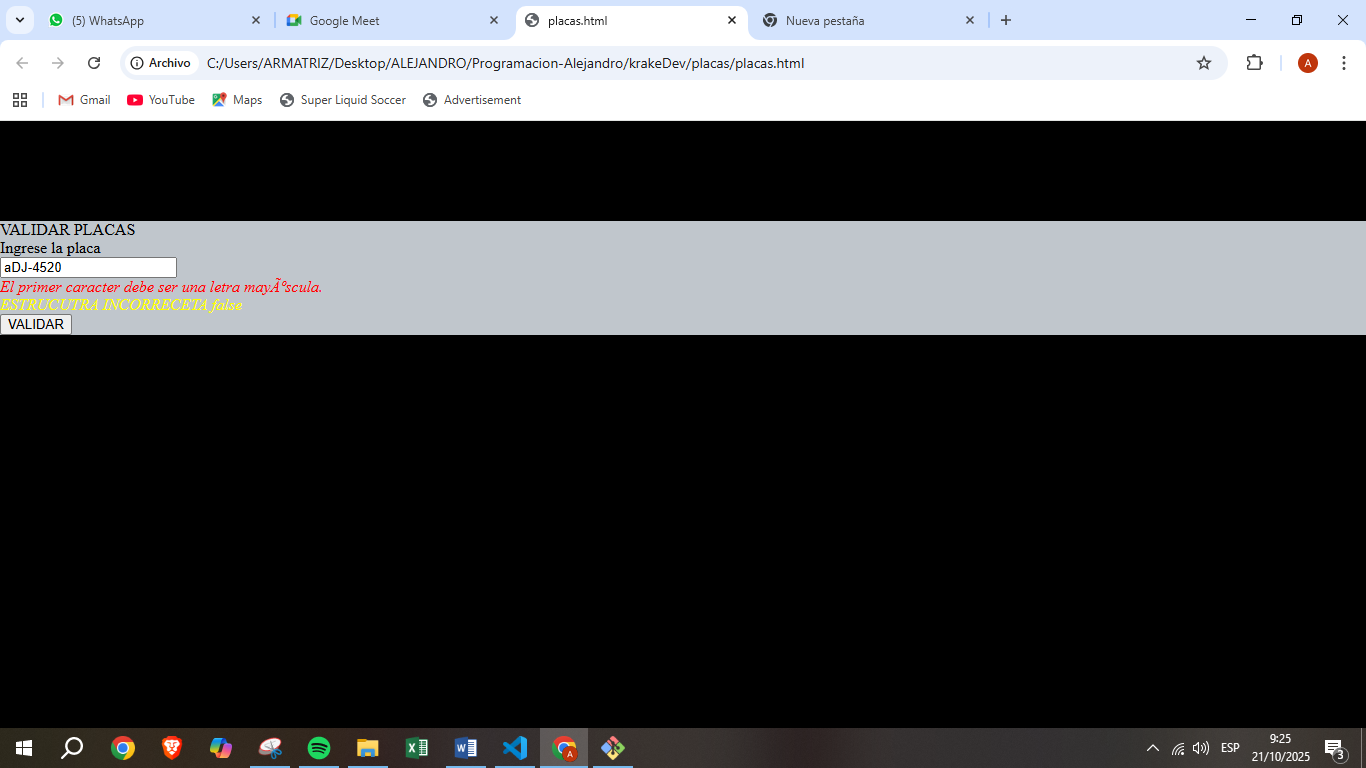 (5) WhatsApp
Google Meet
placas.html
Nueva pestaña
Archivo
C:/Users/ARMATRIZ/Desktop/ALEJANDRO/Programacion-Alejandro/krakeDev/placas/placas.html
A
Gmail
YouTube
Maps
Super Liquid Soccer
Advertisement
VALIDAR PLACAS
Ingrese la placa
aDJ-4520
El primer caracter debe ser una letra mayÃºscula.
ESTRUCUTRA INCORRECETA false
VALIDAR
A
ESP
9:25
21/10/2025
3